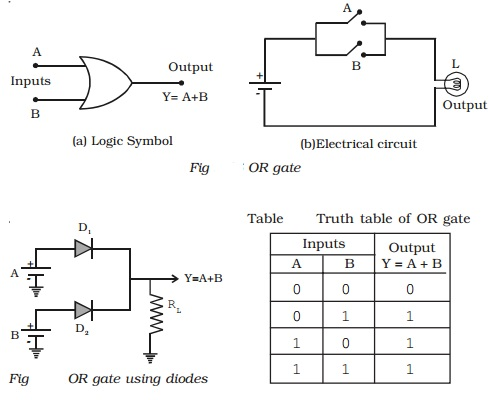 A
Inputs
B
Output
Y= A+B
(a) Logic Symbol
A
B
+
-
L
Output
(b)Electrical circuit
Fig OR gate
D1
A
+
-
Y=A+B
RL
D2
B
+
-
Fig OR gate using diodes
Table Truth table of OR gate
Inputs Output
A B Y = A + B
0 0 0
0 1 1
1 0 1
1 1 1